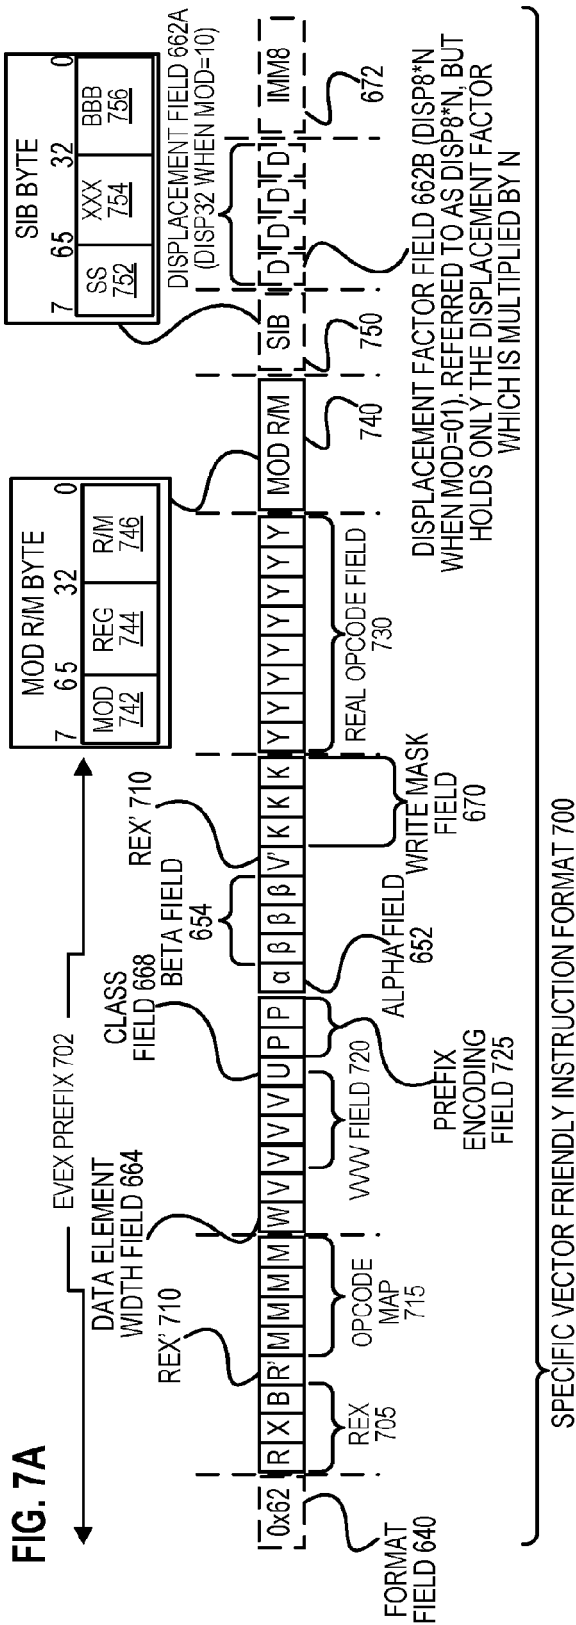 FIG. 7A
EVEX PREFIX 702
MOD R/M BYTE
7 6 5 3 2 0
MOD REG R/M
742 744 746
SIB BYTE
7 6 5 3 2 0
SS XXX BBB
752 754 756
DATA ELEMENT
WIDTH FIELD 664
CLASS
FIELD 668
BETA FIELD
654
REX' 710
REX' 710
DISPLACEMENT FIELD 662A
(DISP32 WHEN MOD=10)
0x62 R X B R' M M M M W V V V V U P P α β β β V' K K K Y Y Y Y Y Y Y Y MOD R/M SIB D D D D IMM8
FORMAT
FIELD 640
REX
705
OPCODE
MAP
715
VVVV FIELD 720
PREFIX
ENCODING
FIELD 725
ALPHA FIELD
652
WRITE MASK
FIELD
670
REAL OPCODE FIELD
730
740
750
672
DISPLACEMENT FACTOR FIELD 662B (DISP8*N
WHEN MOD=01). REFERRED TO AS DISP8*N, BUT
HOLDS ONLY THE DISPLACEMENT FACTOR
WHICH IS MULTIPLIED BY N
SPECIFIC VECTOR FRIENDLY INSTRUCTION FORMAT 700